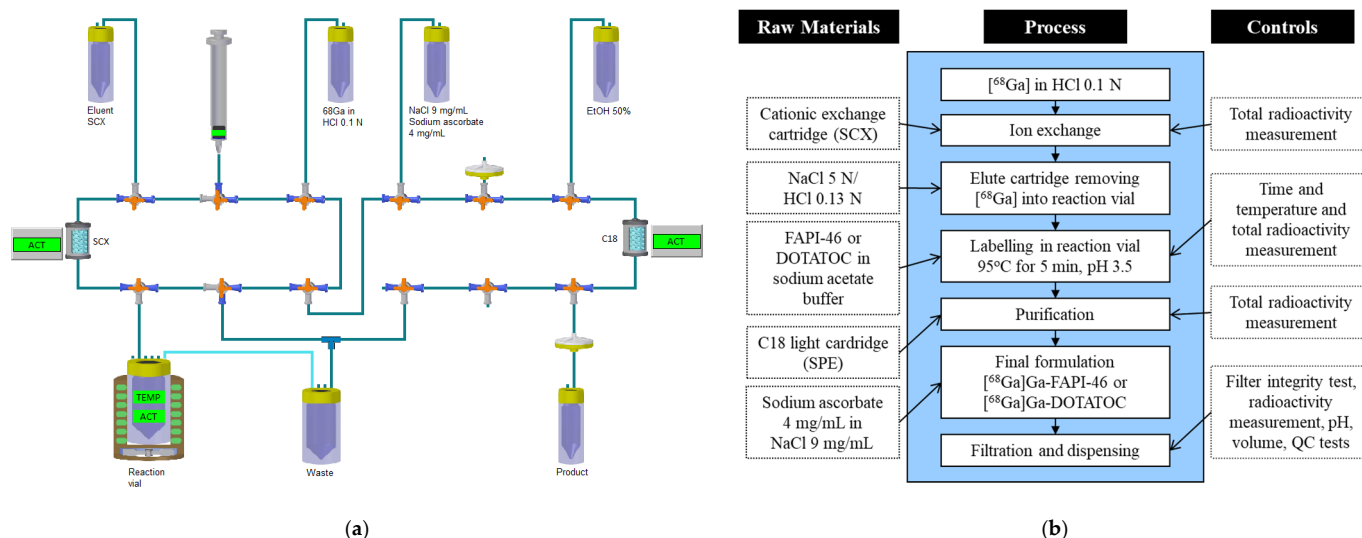 Eluent
SCX
68Ga in
HCl 0.1 N
NaCl 9 mg/mL
Sodium ascorbate
4 mg/mL
EtOH 50%
ACT
SCX
C18
ACT
TEMP
ACT
Reaction
vial
Waste
Product
(a)
Raw Materials
Process
Controls
[⁶⁸Ga] in HCl 0.1 N
Cationic exchange
cartridge (SCX)
Ion exchange
Total radioactivity
measurement
NaCl 5 N/
HCl 0.13 N
Elute cartridge removing
[⁶⁸Ga] into reaction vial
Time and
temperature and
total radioactivity
measurement
FAPI-46 or
DOTATOC in
sodium acetate
buffer
Labelling in reaction vial
95ºC for 5 min, pH 3.5
Purification
Total radioactivity
measurement
C18 light cardridge
(SPE)
Final formulation
[⁶⁸Ga]Ga-FAPI-46 or
[⁶⁸Ga]Ga-DOTATOC
Filter integrity test,
radioactivity
measurement, pH,
volume, QC tests
Sodium ascorbate
4 mg/mL in
NaCl 9 mg/mL
Filtration and dispensing
(b)